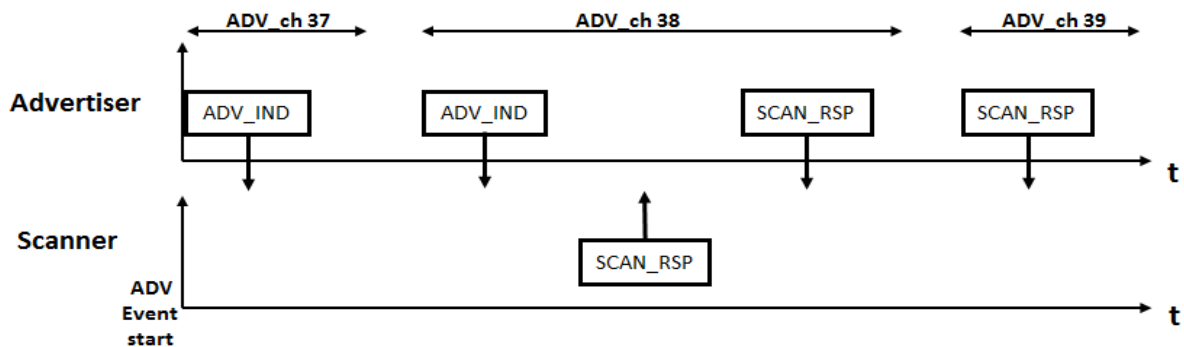 ADV_ch 37
ADV_ch 38
ADV_ch 39
Advertiser
ADV_IND
ADV_IND
SCAN_RSP
SCAN_RSP
t
Scanner
SCAN_RSP
ADV
Event
start
t